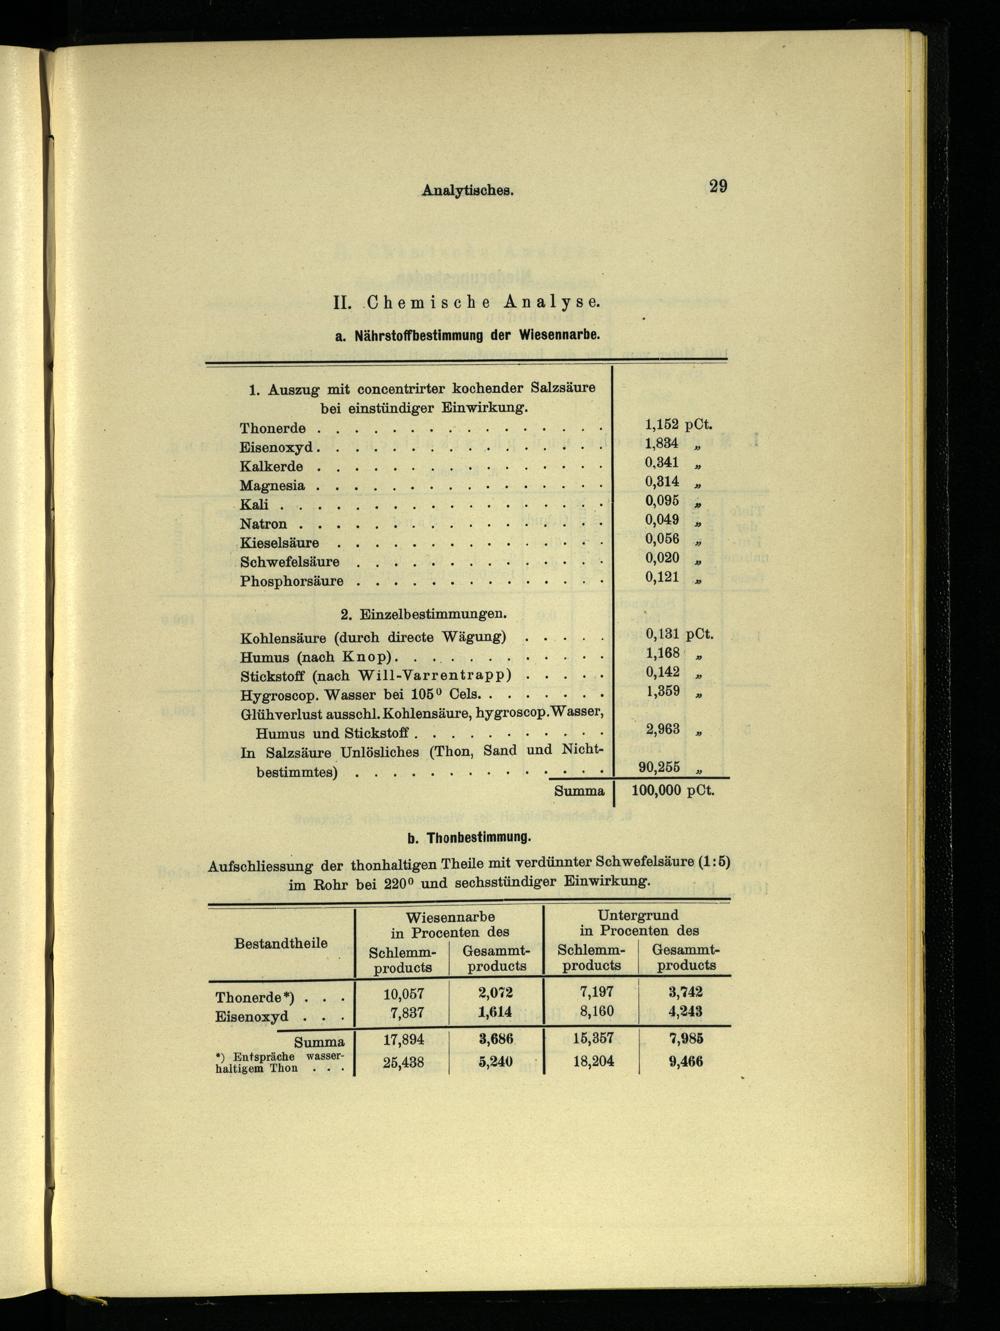 Analytisches. 29
II. Chemische Analyse.
a. Nährstoffbestimmung der Wiesennarbe.
1. Auszug mit concentrirter kochender Salzsäure
bei einstündiger Einwirkung.
Thonerde . . . . . . . . . . . . . . . . 1,152 pCt.
Eisenoxyd . . . . . . . . . . . . . . . . 1,834 „
Kalkerde . . . . . . . . . . . . . . . . 0,341 „
Magnesia . . . . . . . . . . . . . . . . 0,314 „
Kali . . . . . . . . . . . . . . . . . . 0,095 „
Natron . . . . . . . . . . . . . . . . . 0,049 „
Kieselsäure . . . . . . . . . . . . . . . 0,056 „
Schwefelsäure . . . . . . . . . . . . . . 0,020 „
Phosphorsäure . . . . . . . . . . . . . . 0,121 „
2. Einzelbestimmungen.
Kohlensäure (durch directe Wägung) . . . . . 0,131 pCt.
Humus (nach Knop) . . . . . . . . . . . . 1,168 „
Stickstoff (nach Will-Varrentrapp) . . . . . 0,142 „
Hygroscop. Wasser bei 105⁰ Cels. . . . . . . . 1,359 „
Glühverlust ausschl. Kohlensäure, hygroscop. Wasser,
Humus und Stickstoff . . . . . . . . . . . 2,963 „
In Salzsäure Unlösliches (Thon, Sand und Nicht-
bestimmtes) . . . . . . . . . . . . . . 90,255 „
Summa 100,000 pCt.
b. Thonbestimmung.
Aufschliessung der thonhaltigen Theile mit verdünnter Schwefelsäure (1:5)
im Rohr bei 220⁰ und sechsstündiger Einwirkung.
Bestandtheile
Wiesennarbe
in Procenten des
Schlemm-
products
Gesammt-
products
Untergrund
in Procenten des
Schlemm-
products
Gesammt-
products
Thonerde*) . . . 10,057 2,072 7,197 3,742
Eisenoxyd . . . 7,837 1,614 8,160 4,243
Summa 17,894 3,686 15,357 7,985
*) Entspräche wasser-
haltigem Thon . . . 25,438 5,240 18,204 9,466